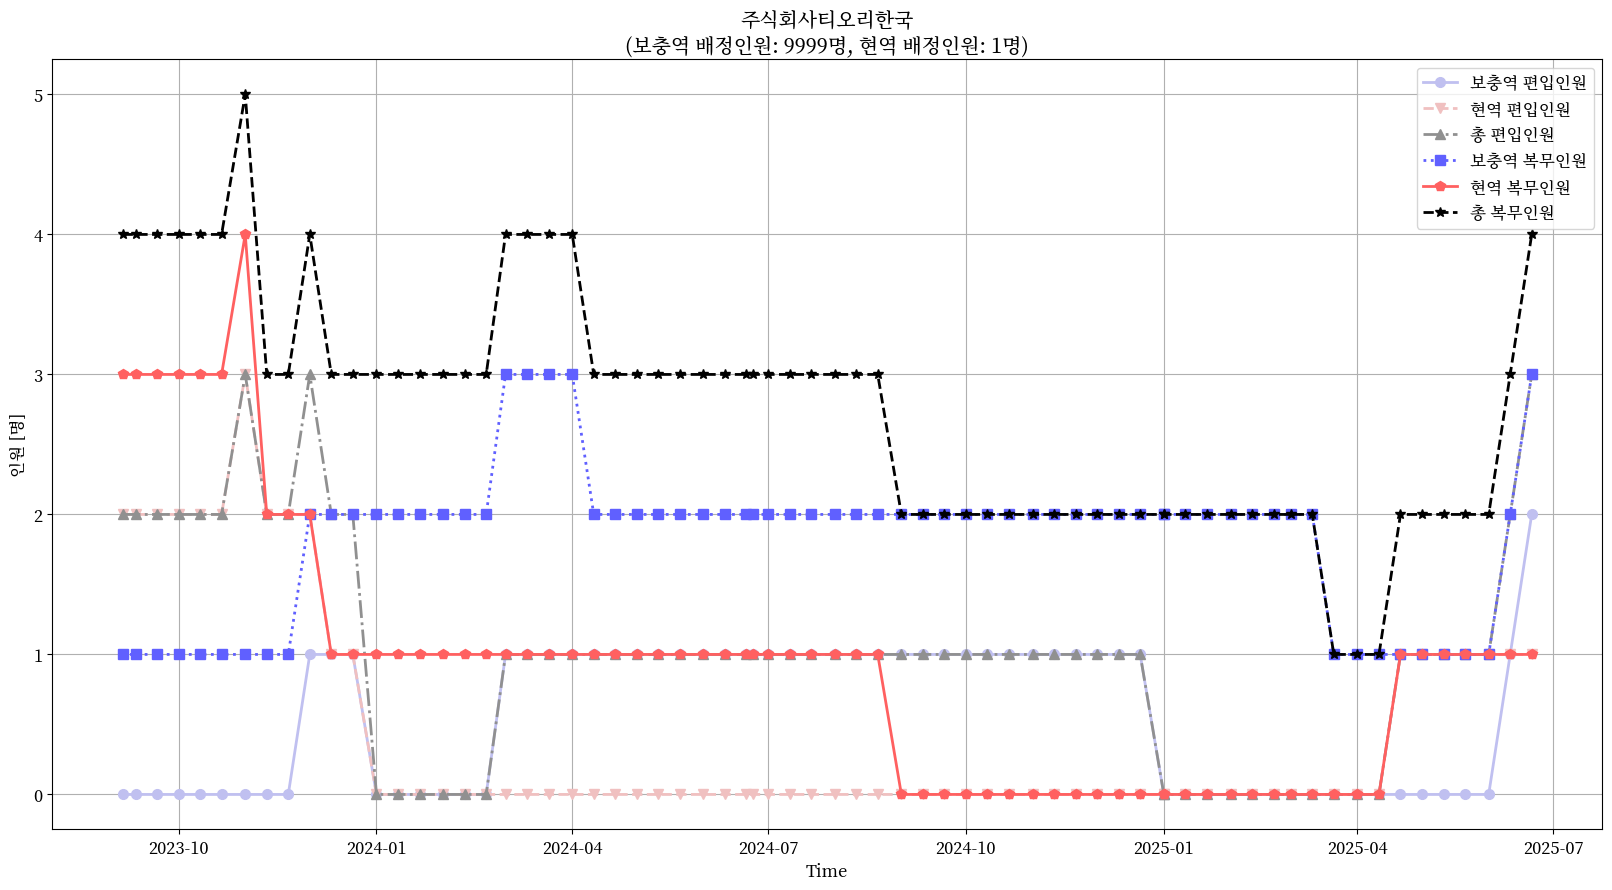 주식회사티오리한국
(보충역 배정인원: 9999명, 현역 배정인원: 1명)
보충역 편입인원
현역 편입인원
총 편입인원
보충역 복무인원
현역 복무인원
총 복무인원
인원 [명]
5
4
3
2
1
0
2023-10
2024-01
2024-04
2024-07
2024-10
2025-01
2025-04
2025-07
Time